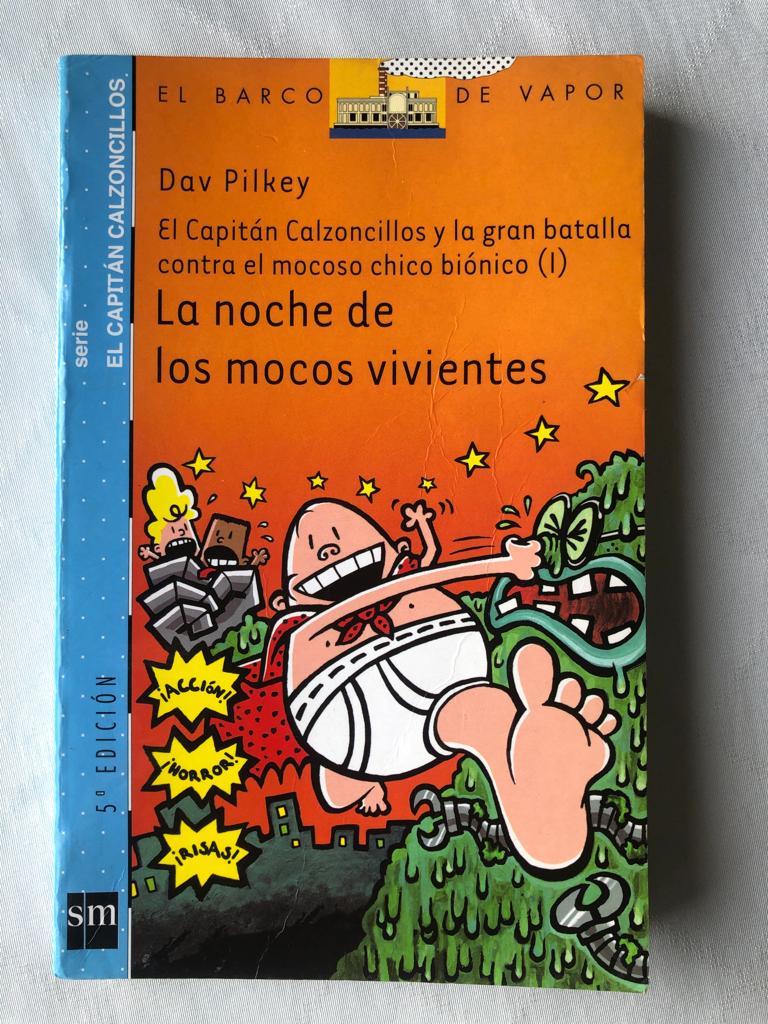 EL BARCO DE VAPOR
Dav Pilkey
El Capitán Calzoncillos y la gran batalla
contra el mocoso chico biónico (I)
La noche de
los mocos vivientes
serie
EL CAPITÁN CALZONCILLOS
5ª EDICIÓN
¡ACCIÓN!
¡HORROR!
¡RISAS!
sm